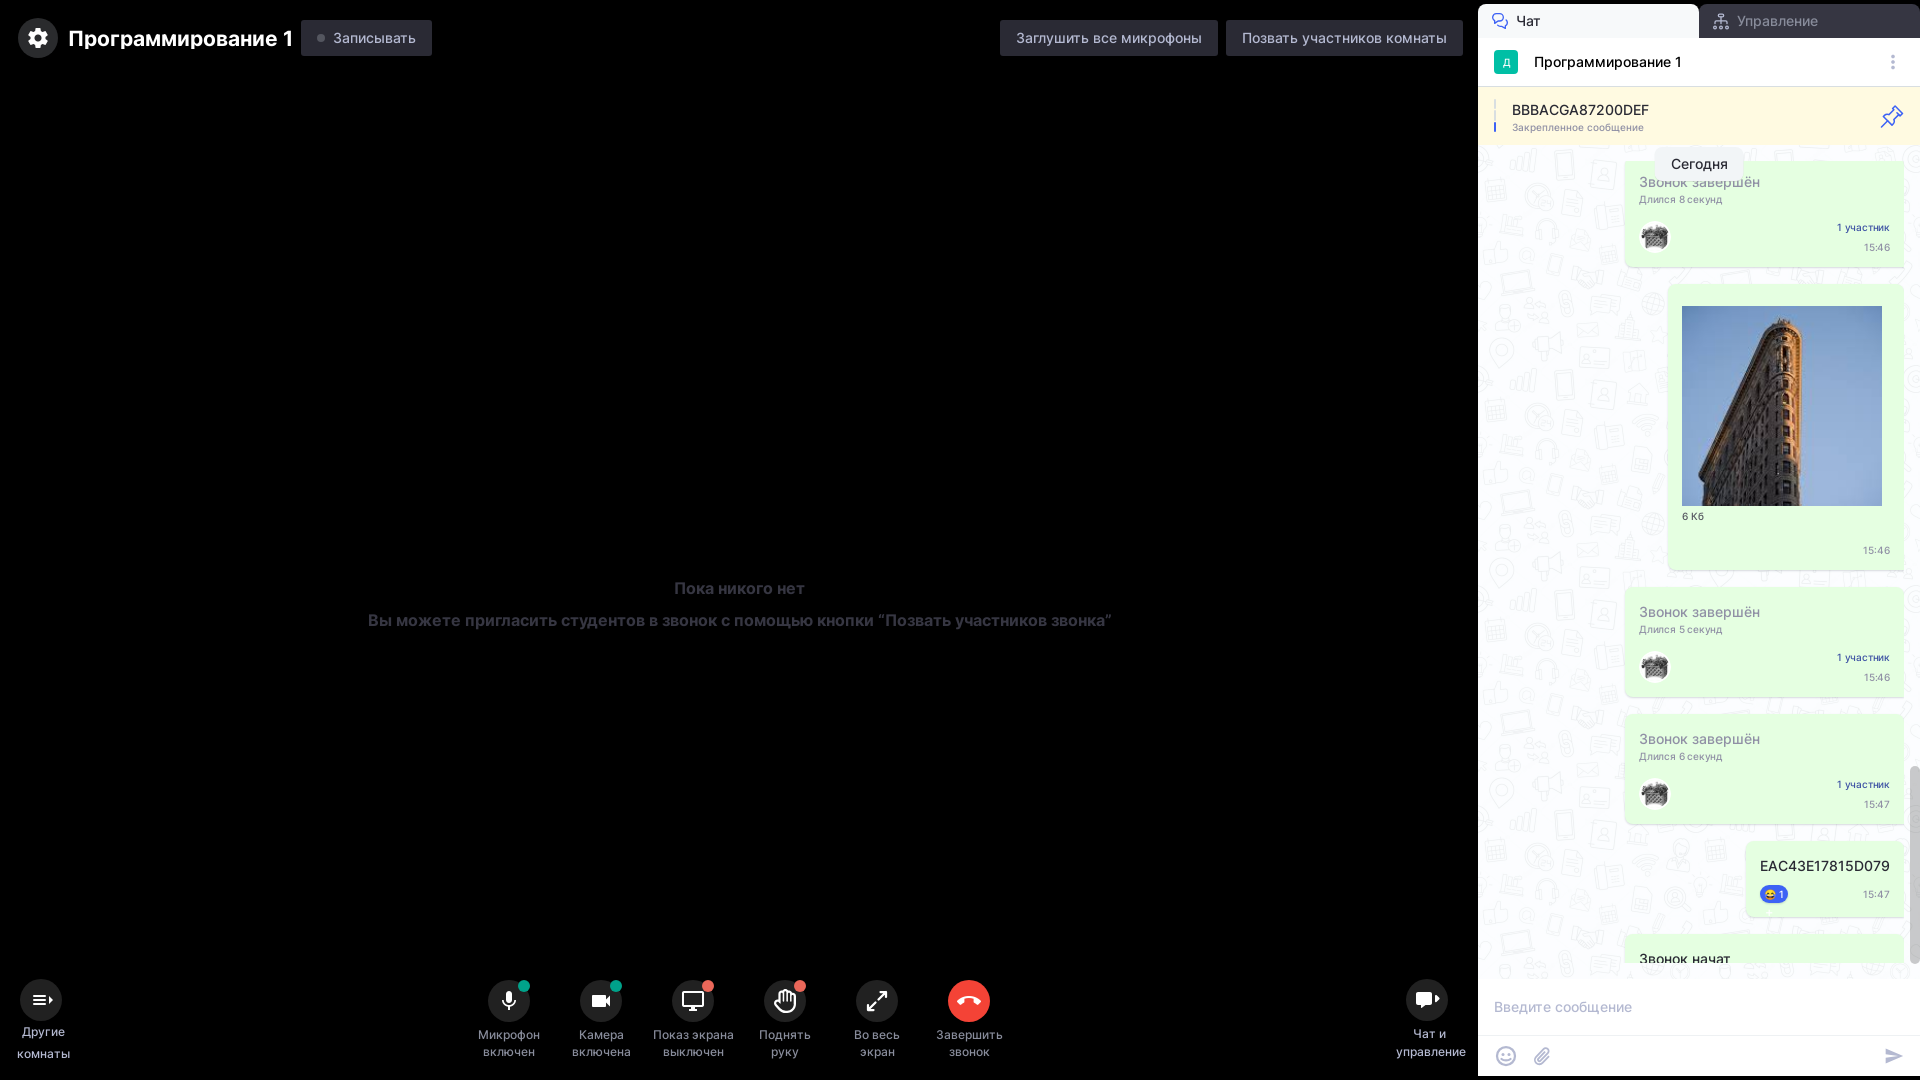 Программирование 1
Записывать
Заглушить все микрофоны
Позвать участников комнаты
Пока никого нет
Вы можете пригласить студентов в звонок с помощью кнопки “Позвать участников звонка”
Другие
комнаты
Микрофон
включен
Камера
включена
Показ экрана
выключен
Поднять
руку
Во весь
экран
Завершить
звонок
Чат и
управление
Чат
Управление
Д
Программирование 1
BBBACGA87200DEF
Закрепленное сообщение
Сегодня
Звонок завершён
Длился 8 секунд
1 участник
15:46
6 Кб
15:46
Звонок завершён
Длился 5 секунд
1 участник
15:46
Звонок завершён
Длился 6 секунд
1 участник
15:47
EAC43E17815D079
😂 1
15:47
Звонок начат
Введите сообщение